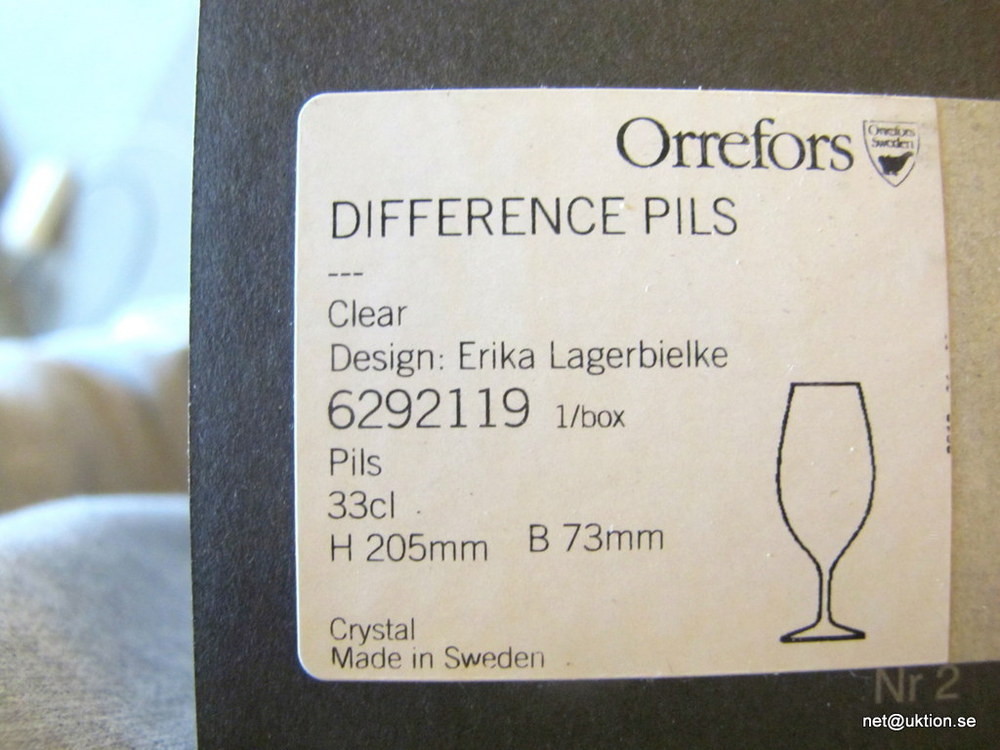 Orrefors
Orrefors
Sweden
DIFFERENCE PILS
---
Clear
Design: Erika Lagerbielke
6292119 1/box
Pils
33cl
H 205mm B 73mm
Crystal
Made in Sweden
Nr 2
net@uktion.se